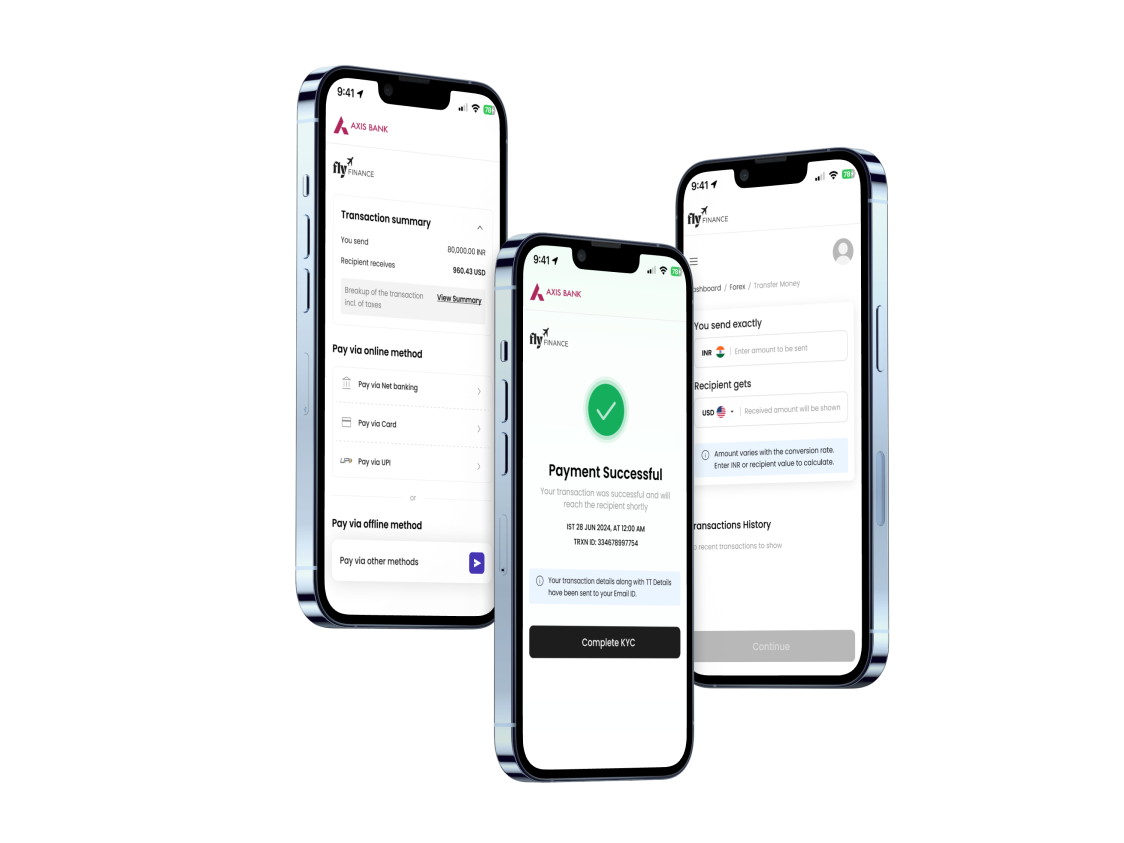 9:41
78
AXIS BANK
fly FINANCE
Transaction summary
You send
80,000.00 INR
Recipient receives
960.43 USD
Breakup of the transaction
incl. of taxes
View Summary
Pay via online method
Pay via Net banking
Pay via Card
UPI
Pay via UPI
or
Pay via offline method
Pay via other methods
9:41
78
AXIS BANK
fly FINANCE
Payment Successful
Your transaction was successful and will
reach the recipient shortly
IST 28 JUN 2024, AT 12:00 AM
TRXN ID: 334678997754
Your transaction details along with TT Details
have been sent to your Email ID.
Complete KYC
9:41
78
fly FINANCE
ashboard / Forex / Transfer Money
You send exactly
INR
Enter amount to be sent
Recipient gets
USD
Received amount will be shown
Amount varies with the conversion rate.
Enter INR or recipient value to calculate.
ransactions History
o recent transactions to show
Continue